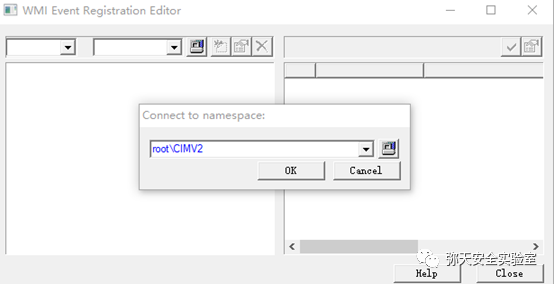 WMI Event Registration Editor
Connect to namespace:
root\CIMV2
OK
Cancel
弥天安全实验室
Help
Close